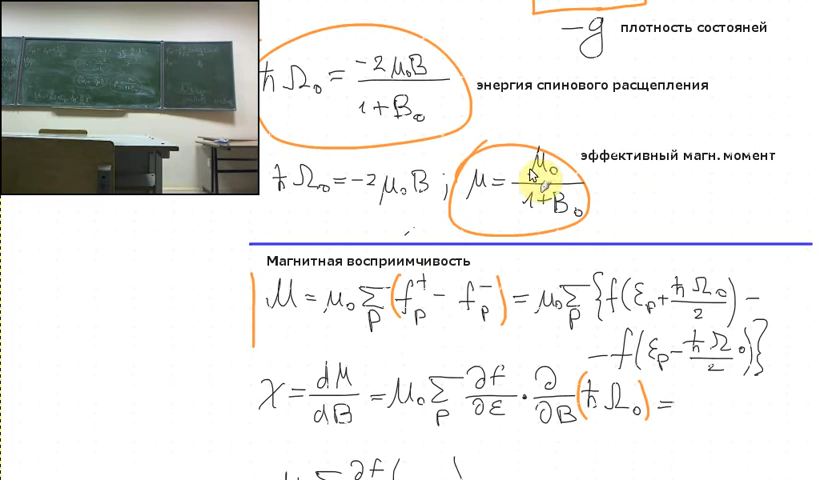 −g плотность состояней
ħΩ₀ = −2μ₀B / 1+B₀ энергия спинового расщепления
ħΩ₀ = −2μ₀B ; μ = μ₀ / 1+B₀ эффективный магн. момент
Магнитная восприимчивость
M = μ₀ Σ_p (f_p⁺ − f_p⁻) = μ₀ Σ_p {f(ε_p + ħΩ₀/2) −
− f(ε_p − ħΩ₀/2)}
χ = dM/dB = μ₀ Σ_p ∂f/∂ε · ∂/∂B (ħΩ₀) =